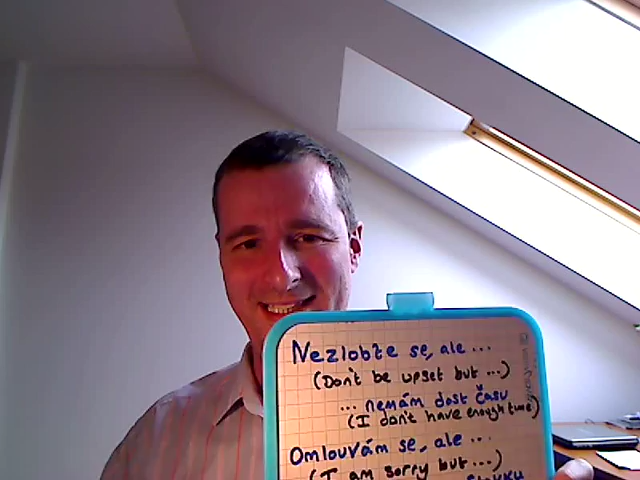 Nezlobte se, ale ...
(Don't be upset but ...)
... nemám dost času
(I don't have enough time)
Omlouvám se, ale ...
(I am sorry but ...)